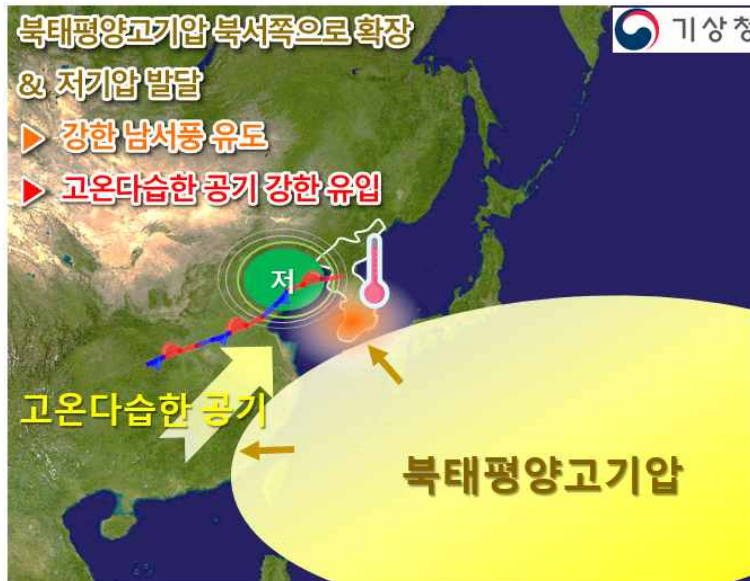 북태평양고기압 북서쪽으로 확장
& 저기압 발달
▶ 강한 남서풍 유도
▶ 고온다습한 공기 강한 유입
기상청
저
고온다습한 공기
북태평양고기압